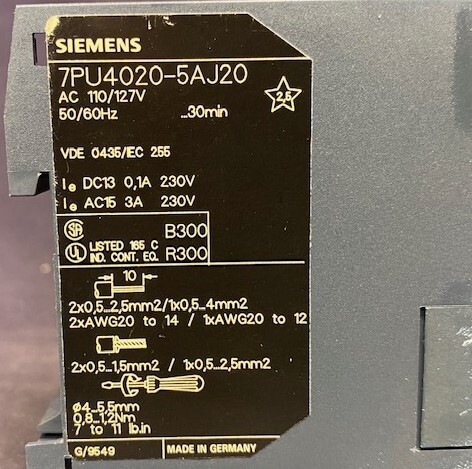 SIEMENS
7PU4020-5AJ20
AC 110/127V
50/60Hz ...30min
2,5
VDE 0435/IEC 255
Ie DC13 0,1A 230V
Ie AC15 3A 230V
SA B300
UL LISTED 165 C
IND. CONT. EQ. R300
10
2x0,5...2,5mm2/1x0,5...4mm2
2xAWG20 to 14 / 1xAWG20 to 12
2x0,5...1,5mm2 / 1x0,5...2,5mm2
ø4...5,5mm
0,8...1,2Nm
7 to 11 lb.in
G/9549 MADE IN GERMANY